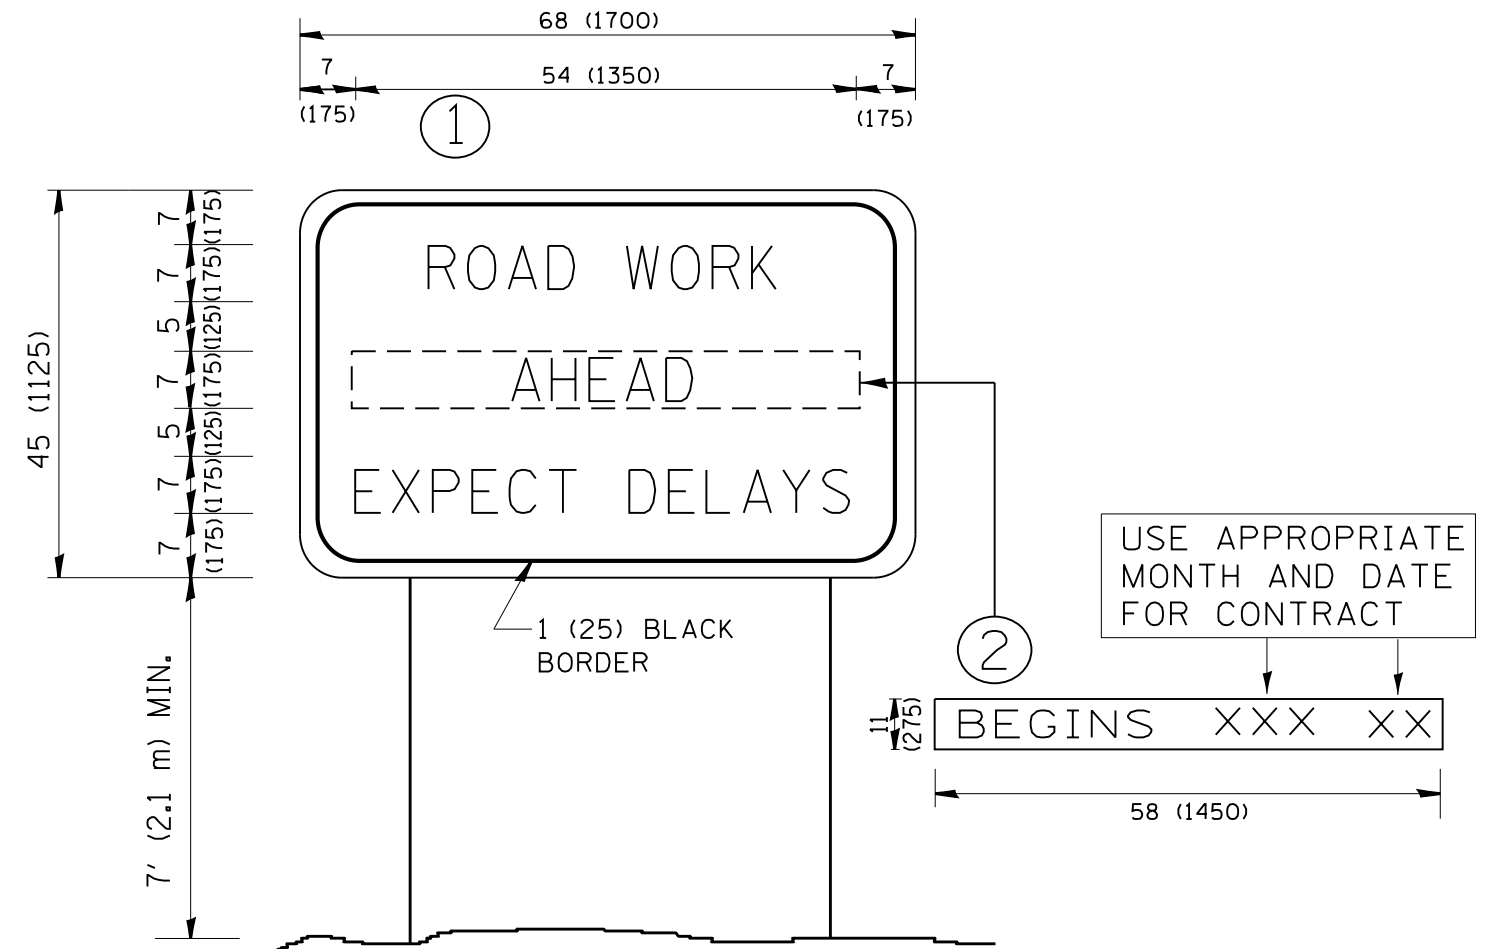 68 (1700)
7
54 (1350)
7
(175)
(175)
1
7
(175)
7
(175)
5
(125)
7
(175)
5
(125)
7
(175)
7
(175)
45 (1125)
ROAD WORK
AHEAD
EXPECT DELAYS
1 (25) BLACK
BORDER
7' (2.1 m) MIN.
USE APPROPRIATE
MONTH AND DATE
FOR CONTRACT
2
11
(275)
BEGINS XXX XX
58 (1450)